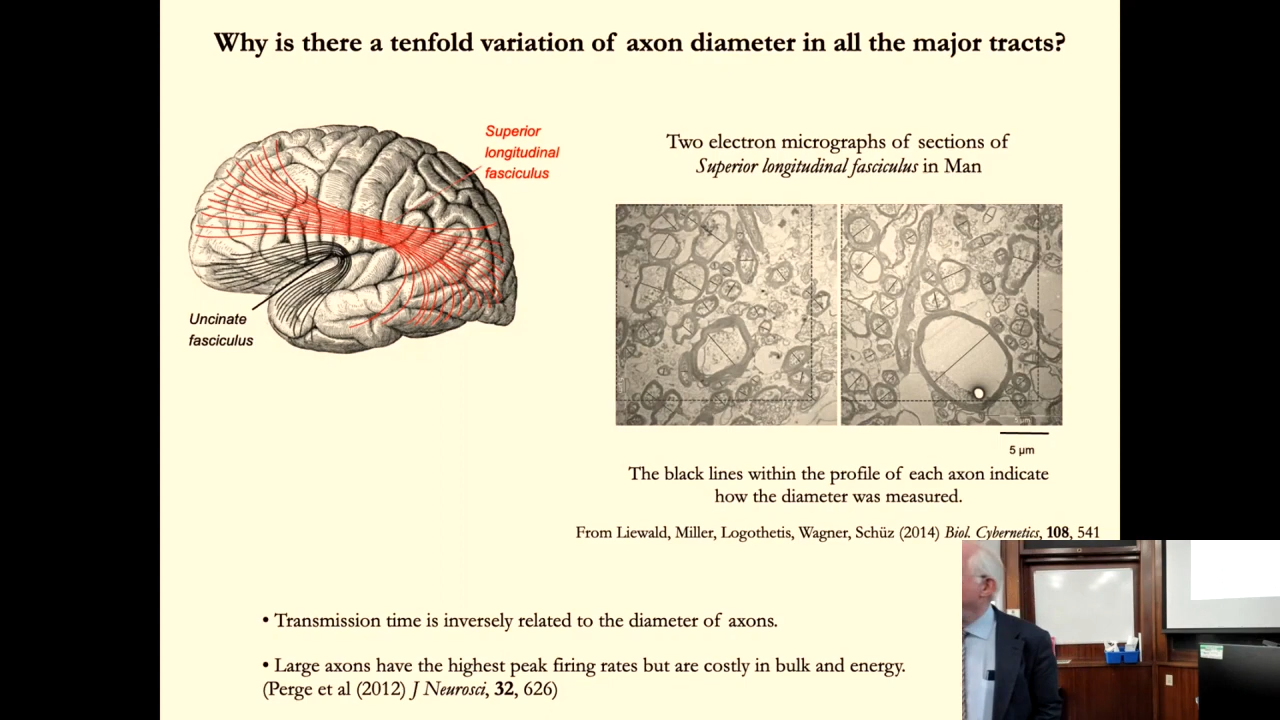 Why is there a tenfold variation of axon diameter in all the major tracts?
Superior
longitudinal
fasciculus
Uncinate
fasciculus
Two electron micrographs of sections of
Superior longitudinal fasciculus in Man
5 µm
The black lines within the profile of each axon indicate
how the diameter was measured.
From Liewald, Miller, Logothetis, Wagner, Schüz (2014) Biol. Cybernetics, 108, 541
• Transmission time is inversely related to the diameter of axons.
• Large axons have the highest peak firing rates but are costly in bulk and energy.
(Perge et al (2012) J Neurosci, 32, 626)